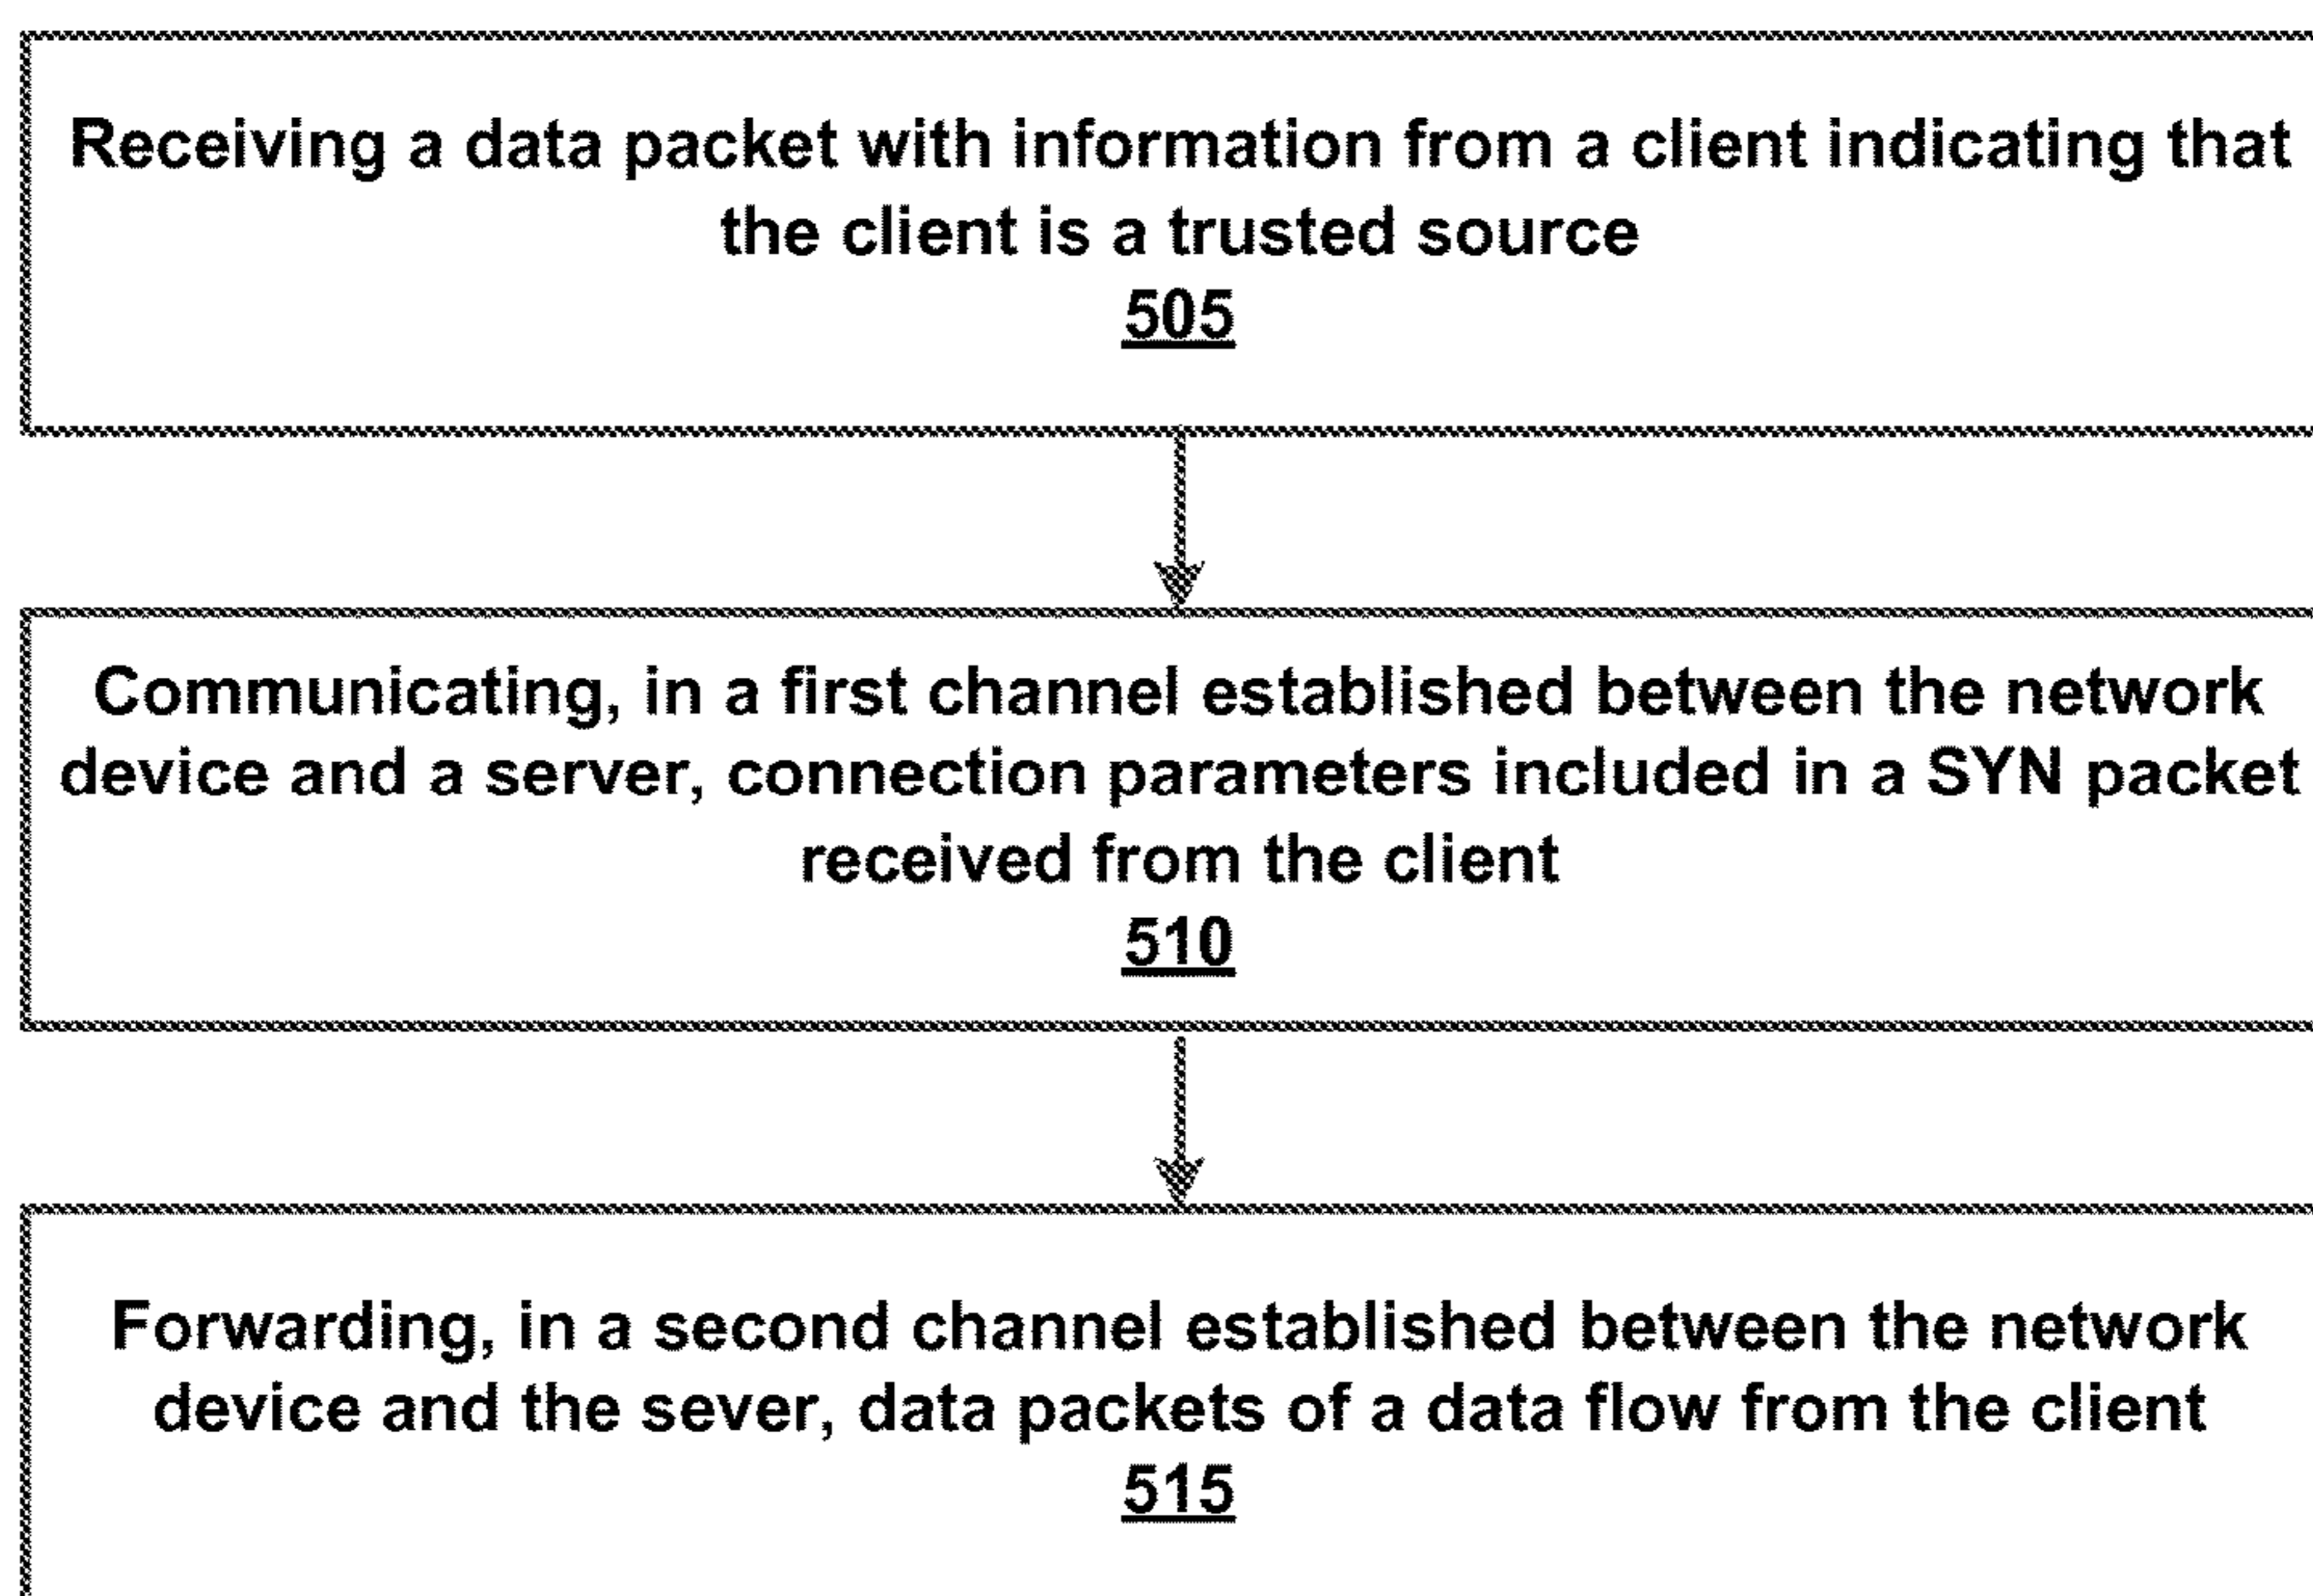 Receiving a data packet with information from a client indicating that
the client is a trusted source
505
Communicating, in a first channel established between the network
device and a server, connection parameters included in a SYN packet
received from the client
510
Forwarding, in a second channel established between the network
device and the sever, data packets of a data flow from the client
515